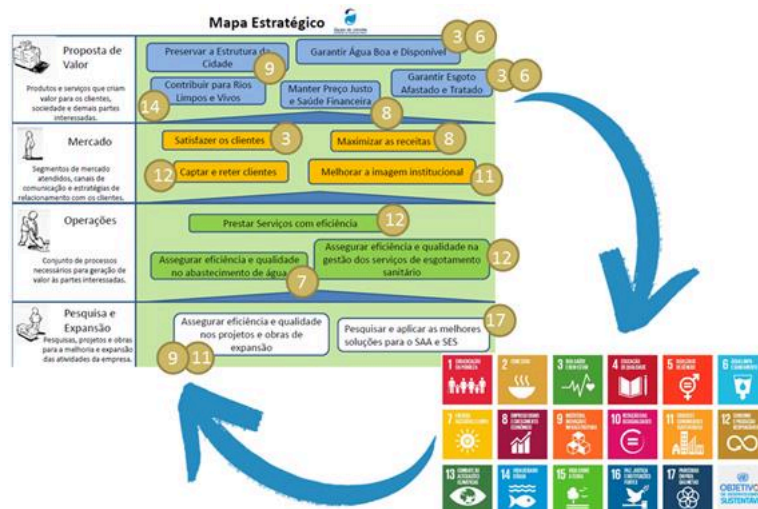 Mapa Estratégico
Proposta de
Valor
Produtos e serviços que criam
valor para os clientes,
sociedade e demais partes
interessadas.
Preservar a Estrutura da
Cidade
9
Garantir Água Boa e Disponível
3 6
Contribuir para Rios
Limpos e Vivos
14
Manter Preço Justo
e Saúde Financeira
8
Garantir Esgoto
Afastado e Tratado
3 6
Mercado
Segmentos de mercado
atendidos, canais de
comunicação e estratégias de
relacionamento com os clientes.
Satisfazer os clientes
3
Maximizar as receitas
8
12
Captar e reter clientes
Melhorar a imagem institucional
11
Operações
Conjunto de processos
necessários para geração de
valor às partes interessadas.
Prestar Serviços com eficiência
12
Assegurar eficiência e qualidade
no abastecimento de água
7
Assegurar eficiência e qualidade na
gestão dos serviços de esgotamento
sanitário
12
Pesquisa e
Expansão
Pesquisas, projetos e obras
para a melhoria e expansão
das atividades da empresa.
Assegurar eficiência e qualidade
nos projetos e obras de
expansão
9 11
Pesquisar e aplicar as melhores
soluções para o SAA e SES
17
1
2
3
4 EDUCAÇÃO
DE QUALIDADE
5
6
7
8
9
10
11
12
13
14
15
16
17
OBJETIVOS
SUSTENTÁVEL